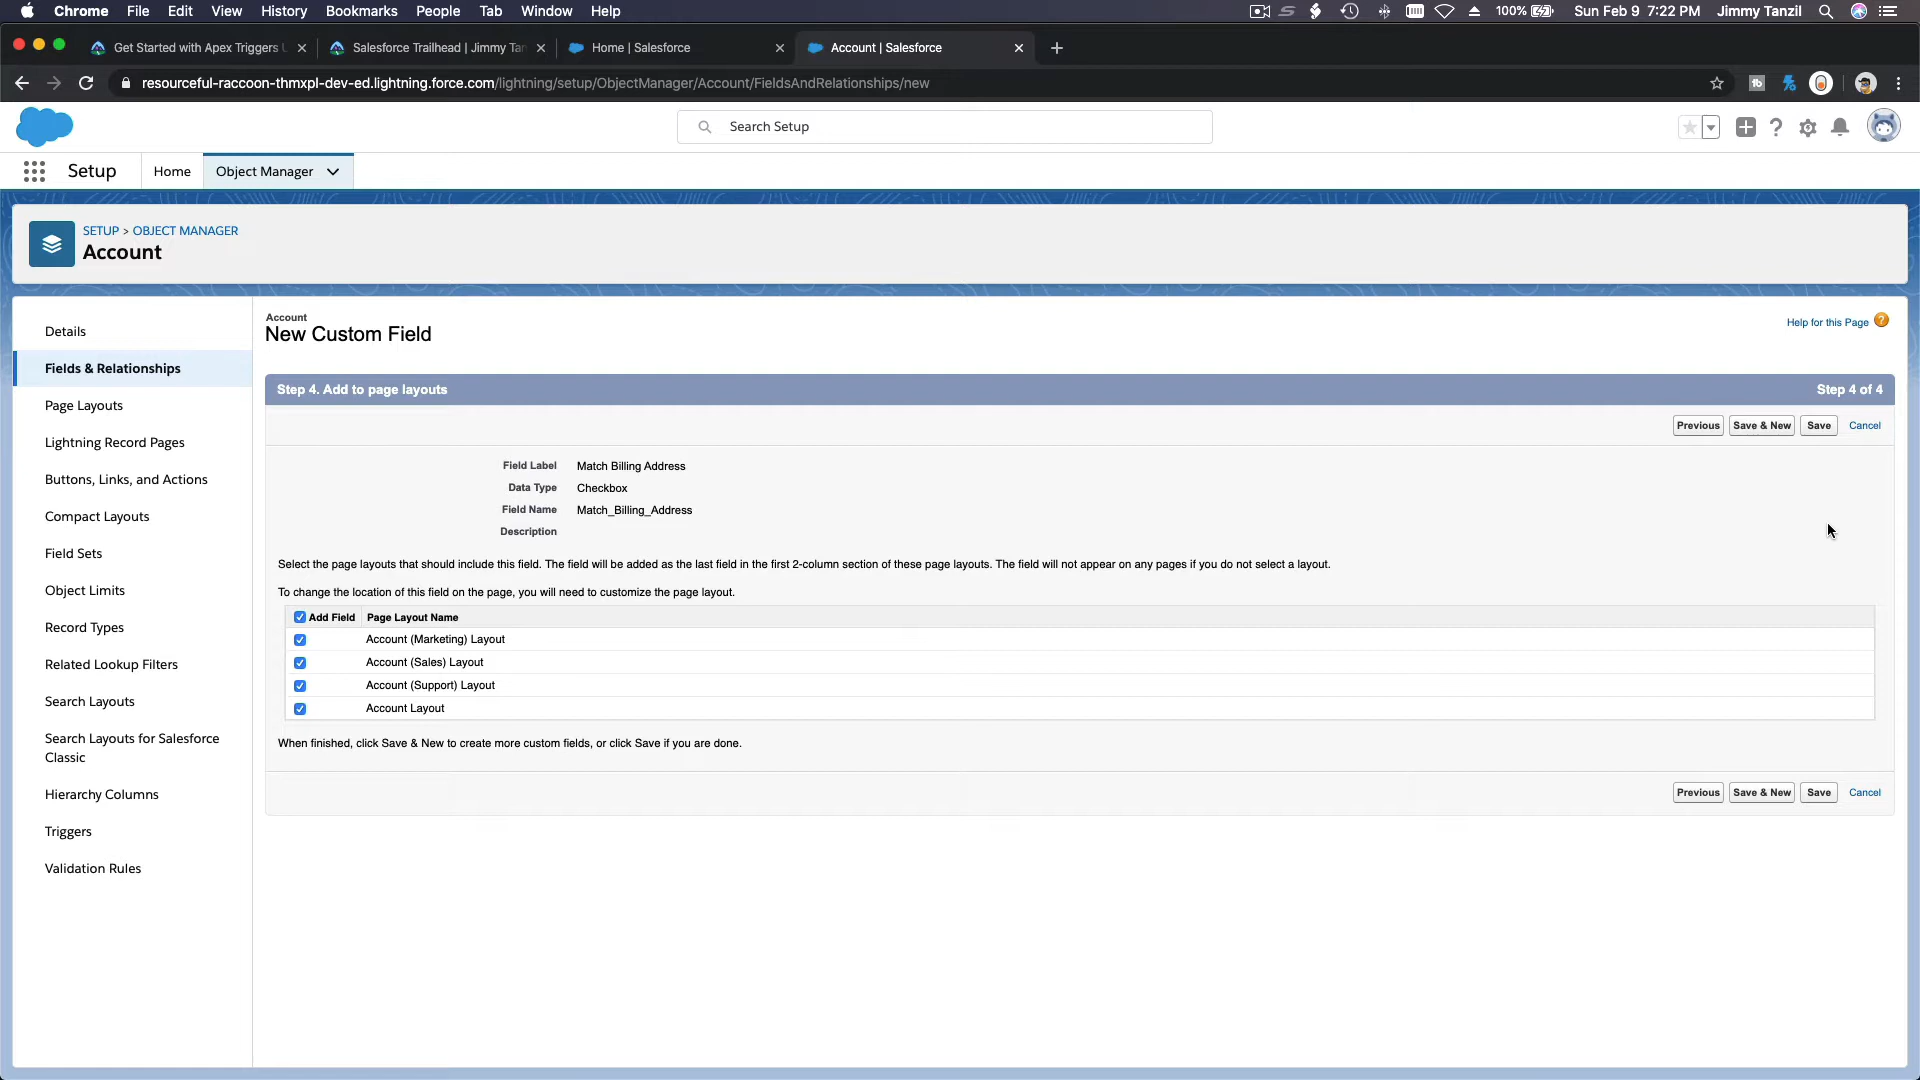 Chrome File Edit View History Bookmarks People Tab Window Help 100% Sun Feb 9 7:22 PM Jimmy Tanzil
Get Started with Apex Triggers Salesforce Trailhead | Jimmy Tan Home | Salesforce Account | Salesforce
resourceful-raccoon-thmxpl-dev-ed.lightning.force.com/lightning/setup/ObjectManager/Account/FieldsAndRelationships/new
Search Setup
Setup Home Object Manager
SETUP > OBJECT MANAGER
Account
Details
Fields & Relationships
Page Layouts
Lightning Record Pages
Buttons, Links, and Actions
Compact Layouts
Field Sets
Object Limits
Record Types
Related Lookup Filters
Search Layouts
Search Layouts for Salesforce
Classic
Hierarchy Columns
Triggers
Validation Rules
Account
New Custom Field
Help for this Page ?
Step 4. Add to page layouts Step 4 of 4
Previous Save & New Save Cancel
Field Label Match Billing Address
Data Type Checkbox
Field Name Match_Billing_Address
Description
Select the page layouts that should include this field. The field will be added as the last field in the first 2-column section of these page layouts. The field will not appear on any pages if you do not select a layout.
To change the location of this field on the page, you will need to customize the page layout.
Add Field Page Layout Name
Account (Marketing) Layout
Account (Sales) Layout
Account (Support) Layout
Account Layout
When finished, click Save & New to create more custom fields, or click Save if you are done.
Previous Save & New Save Cancel